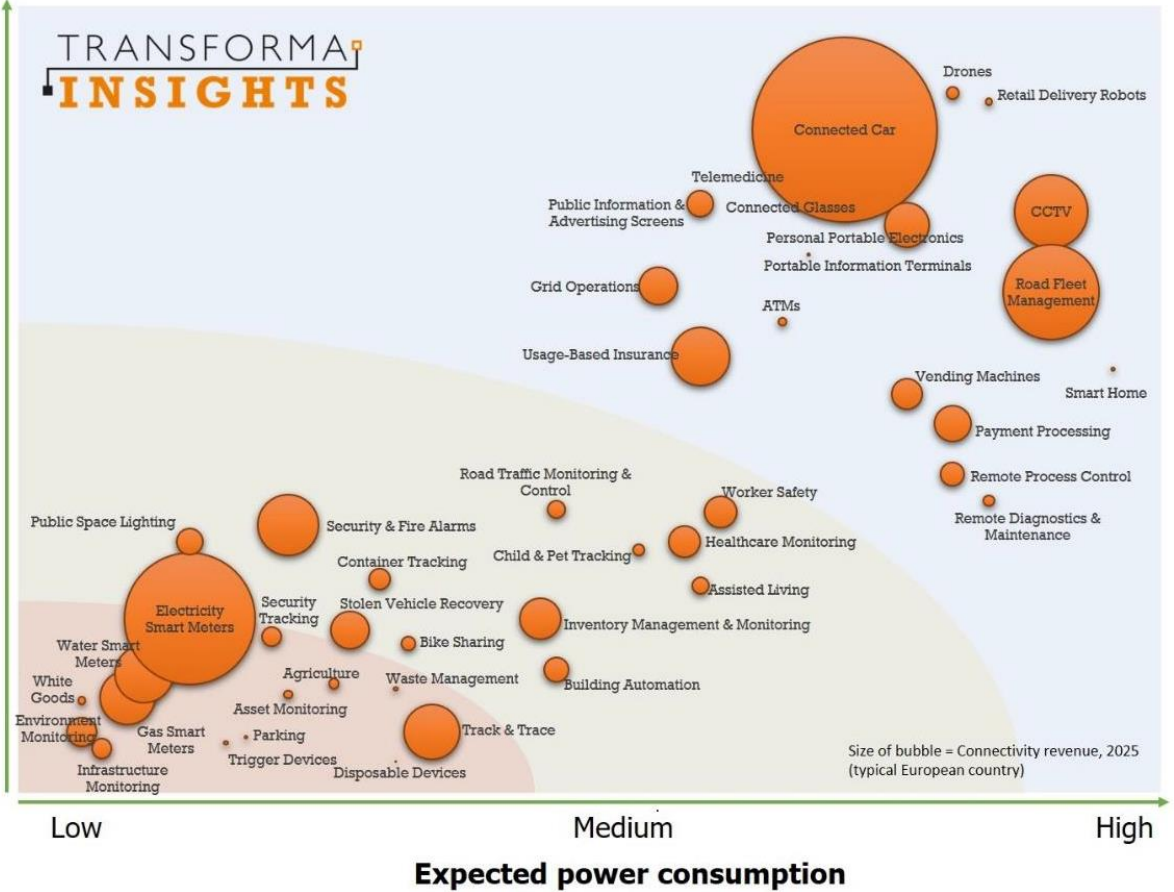 TRANSFORMA
INSIGHTS
Drones
Retail Delivery Robots
Connected Car
Telemedicine
Public Information &
Advertising Screens
Connected Glasses
CCTV
Personal Portable Electronics
Portable Information Terminals
Grid Operations
Road Fleet
Management
ATMs
Usage-Based Insurance
Vending Machines
Smart Home
Payment Processing
Road Traffic Monitoring &
Control
Remote Process Control
Worker Safety
Public Space Lighting
Security & Fire Alarms
Remote Diagnostics &
Maintenance
Child & Pet Tracking
Healthcare Monitoring
Container Tracking
Assisted Living
Electricity
Smart Meters
Security
Tracking
Stolen Vehicle Recovery
Inventory Management & Monitoring
Bike Sharing
Water Smart
Meters
Agriculture
Waste Management
Building Automation
White
Goods
Asset Monitoring
Environment
Monitoring
Gas Smart
Meters
Parking
Track & Trace
Trigger Devices
Disposable Devices
Infrastructure
Monitoring
Size of bubble = Connectivity revenue, 2025
(typical European country)
Low
Medium
High
Expected power consumption